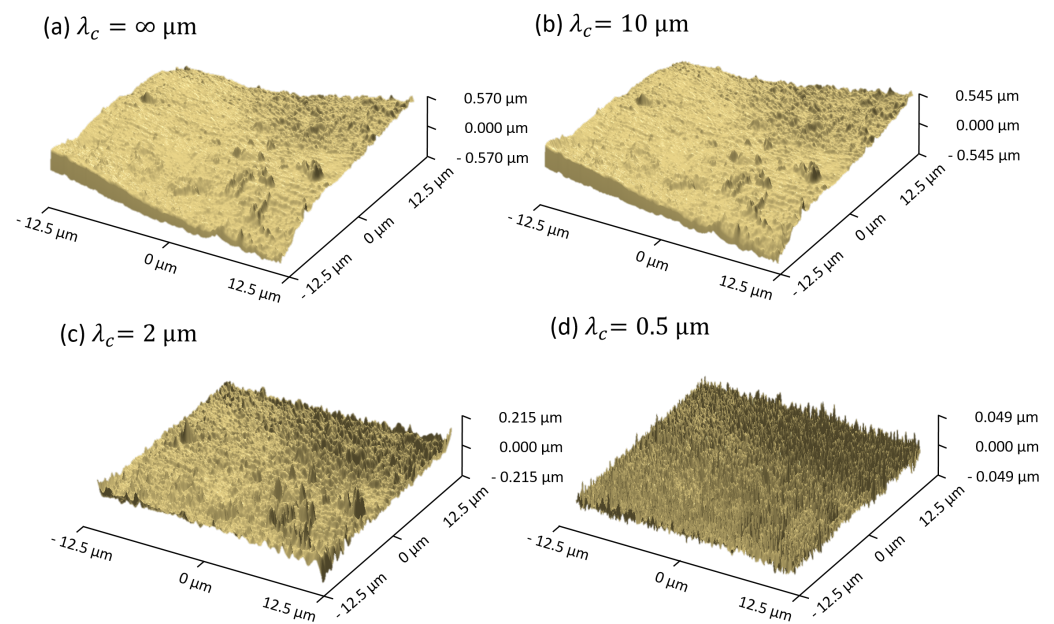 (a) λc = ∞ μm
(b) λc = 10 μm
0.570 μm
0.000 μm
- 0.570 μm
12.5 μm
0 μm
- 12.5 μm
- 12.5 μm
0 μm
12.5 μm
0.545 μm
0.000 μm
- 0.545 μm
12.5 μm
0 μm
- 12.5 μm
- 12.5 μm
0 μm
12.5 μm
(c) λc = 2 μm
(d) λc = 0.5 μm
0.215 μm
0.000 μm
- 0.215 μm
12.5 μm
0 μm
- 12.5 μm
- 12.5 μm
0 μm
12.5 μm
0.049 μm
0.000 μm
- 0.049 μm
12.5 μm
0 μm
- 12.5 μm
- 12.5 μm
0 μm
12.5 μm